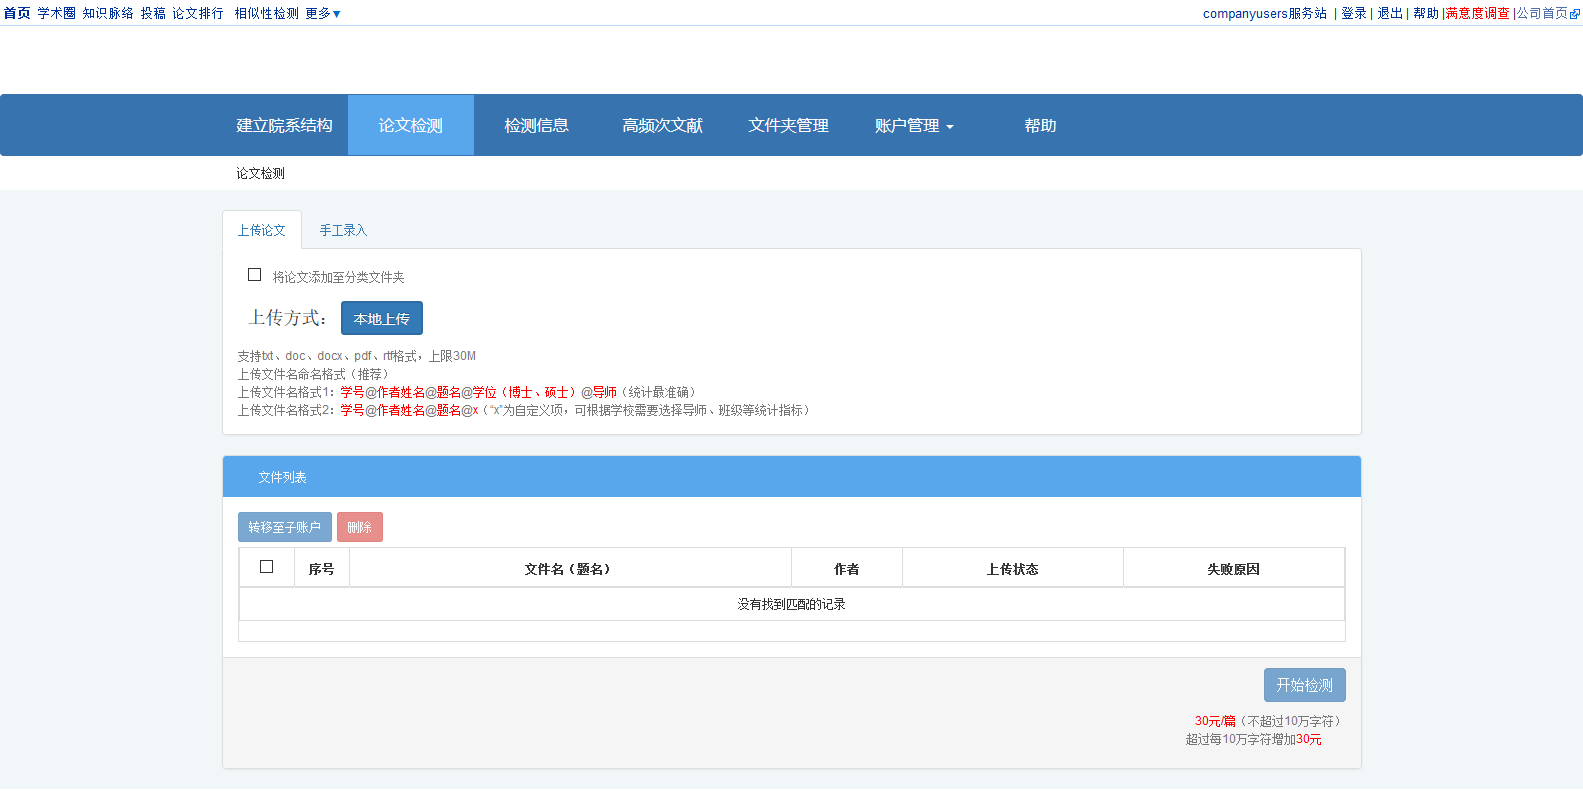 首页 学术圈 知识脉络 投稿 论文排行 相似性检测 更多▼
companyusers服务站 | 登录 | 退出 | 帮助 |满意度调查 |公司首页
建立院系结构 论文检测 检测信息 高频次文献 文件夹管理 账户管理 帮助
论文检测
上传论文 手工录入
将论文添加至分类文件夹
上传方式： 本地上传
支持txt、doc、docx、pdf、rtf格式，上限30M
上传文件名命名格式（推荐）
上传文件名格式1：学号@作者姓名@题名@学位（博士、硕士）@导师（统计最准确）
上传文件名格式2：学号@作者姓名@题名@x（“x”为自定义项，可根据学校需要选择导师、班级等统计指标）
文件列表
转移至子账户 删除
序号 文件名（题名） 作者 上传状态 失败原因
没有找到匹配的记录
开始检测
30元/篇（不超过10万字符）
超过每10万字符增加30元